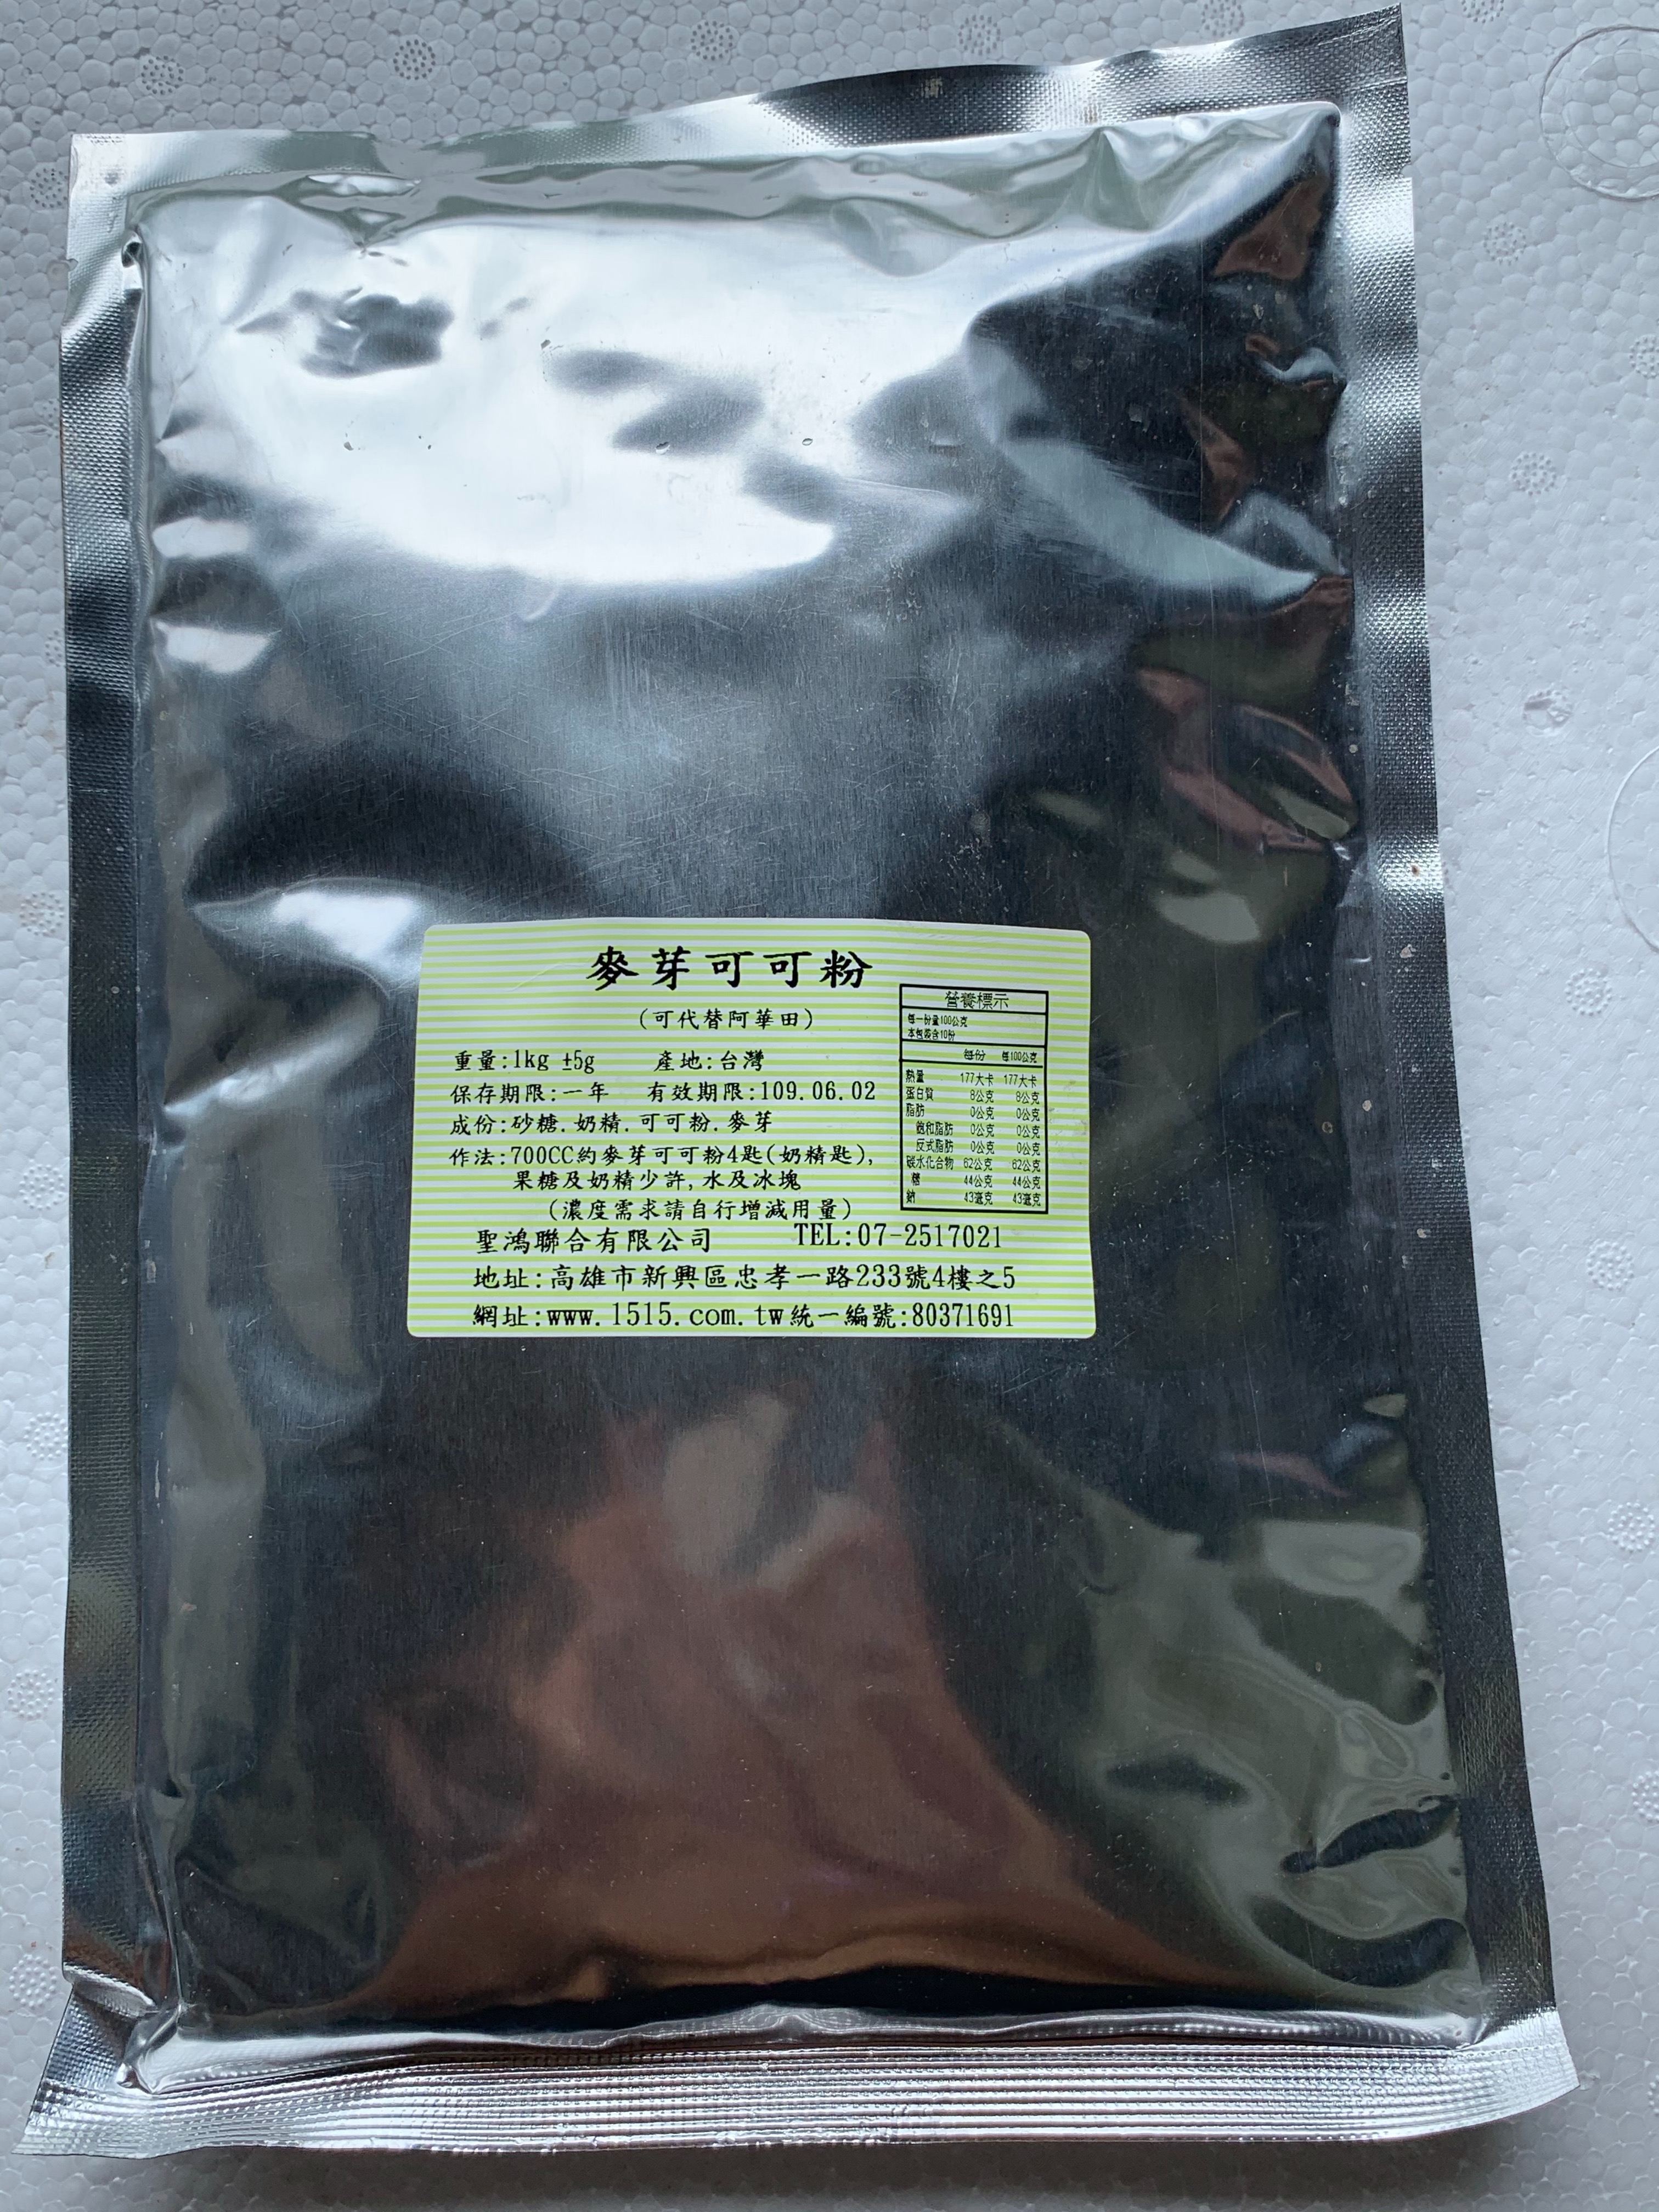 麥芽可可粉
(可代替阿華田)
重量:1kg ±5g 產地:台灣
保存期限:一年 有效期限:109.06.02
成份:砂糖.奶精.可可粉.麥芽
作法:700CC約麥芽可可粉4匙(奶精匙),
果糖及奶精少許,水及冰塊
(濃度需求請自行增減用量)
營養標示
每一份量100公克
本包裝含10份
每份 每100公克
熱量 177大卡 177大卡
蛋白質 8公克 8公克
脂肪 0公克 0公克
飽和脂肪 0公克 0公克
反式脂肪 0公克 0公克
碳水化合物 62公克 62公克
糖 44公克 44公克
鈉 43毫克 43毫克
聖鴻聯合有限公司 TEL:07-2517021
地址:高雄市新興區忠孝一路233號4樓之5
網址:www.1515.com.tw統一編號:80371691